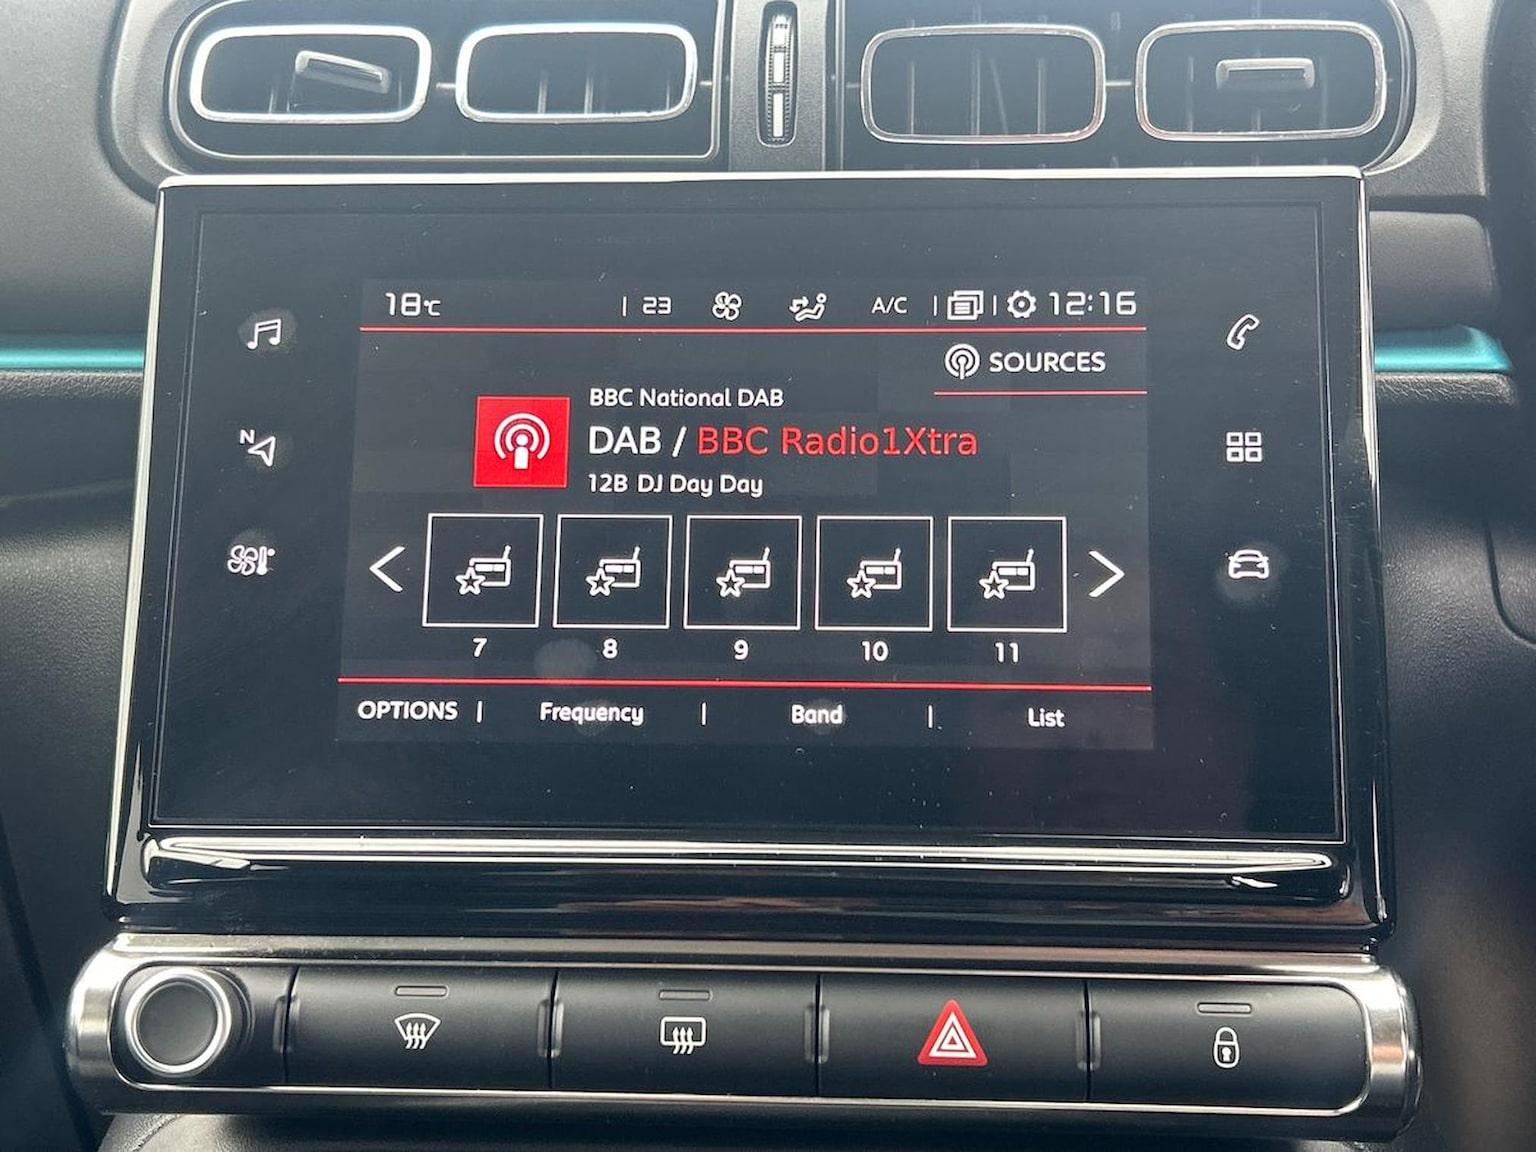 18°C | 23 A/C | | 12:16
SOURCES
BBC National DAB
DAB / BBC Radio1Xtra
12B DJ Day Day
N
7 8 9 10 11
OPTIONS | Frequency | Band | List